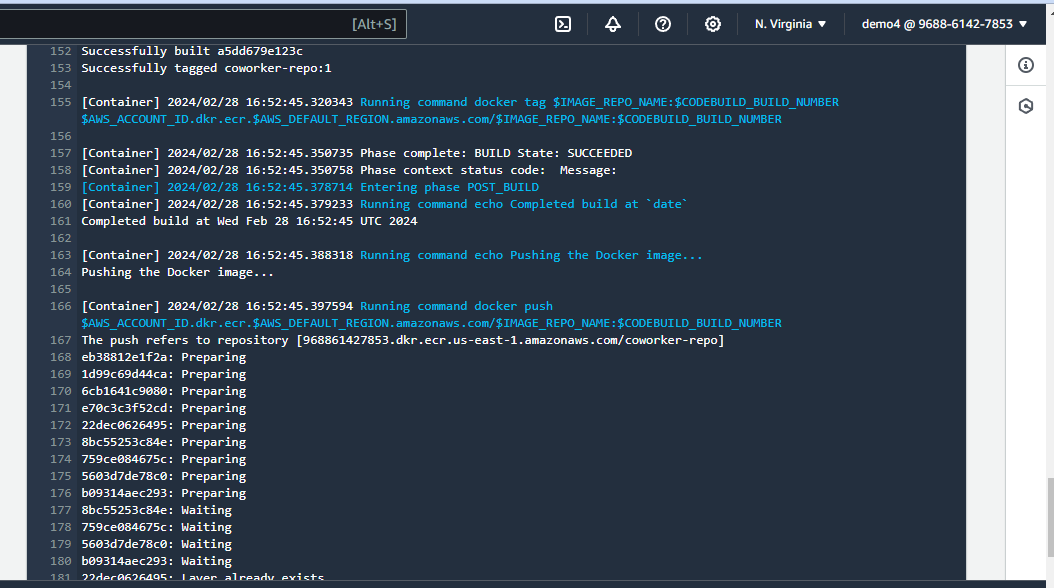 [Alt+S]
N. Virginia ▼
demo4 @ 9688-6142-7853 ▼
152 Successfully built a5dd679e123c
153 Successfully tagged coworker-repo:1
154
155 [Container] 2024/02/28 16:52:45.320343 Running command docker tag $IMAGE_REPO_NAME:$CODEBUILD_BUILD_NUMBER
$AWS_ACCOUNT_ID.dkr.ecr.$AWS_DEFAULT_REGION.amazonaws.com/$IMAGE_REPO_NAME:$CODEBUILD_BUILD_NUMBER
156
157 [Container] 2024/02/28 16:52:45.350735 Phase complete: BUILD State: SUCCEEDED
158 [Container] 2024/02/28 16:52:45.350758 Phase context status code:  Message:
159 [Container] 2024/02/28 16:52:45.378714 Entering phase POST_BUILD
160 [Container] 2024/02/28 16:52:45.379233 Running command echo Completed build at `date`
161 Completed build at Wed Feb 28 16:52:45 UTC 2024
162
163 [Container] 2024/02/28 16:52:45.388318 Running command echo Pushing the Docker image...
164 Pushing the Docker image...
165
166 [Container] 2024/02/28 16:52:45.397594 Running command docker push
$AWS_ACCOUNT_ID.dkr.ecr.$AWS_DEFAULT_REGION.amazonaws.com/$IMAGE_REPO_NAME:$CODEBUILD_BUILD_NUMBER
167 The push refers to repository [968861427853.dkr.ecr.us-east-1.amazonaws.com/coworker-repo]
168 eb38812e1f2a: Preparing
169 1d99c69d44ca: Preparing
170 6cb1641c9080: Preparing
171 e70c3c3f52cd: Preparing
172 22dec0626495: Preparing
173 8bc55253c84e: Preparing
174 759ce084675c: Preparing
175 5603d7de78c0: Preparing
176 b09314aec293: Preparing
177 8bc55253c84e: Waiting
178 759ce084675c: Waiting
179 5603d7de78c0: Waiting
180 b09314aec293: Waiting
181 22dec0626495: Layer already exists